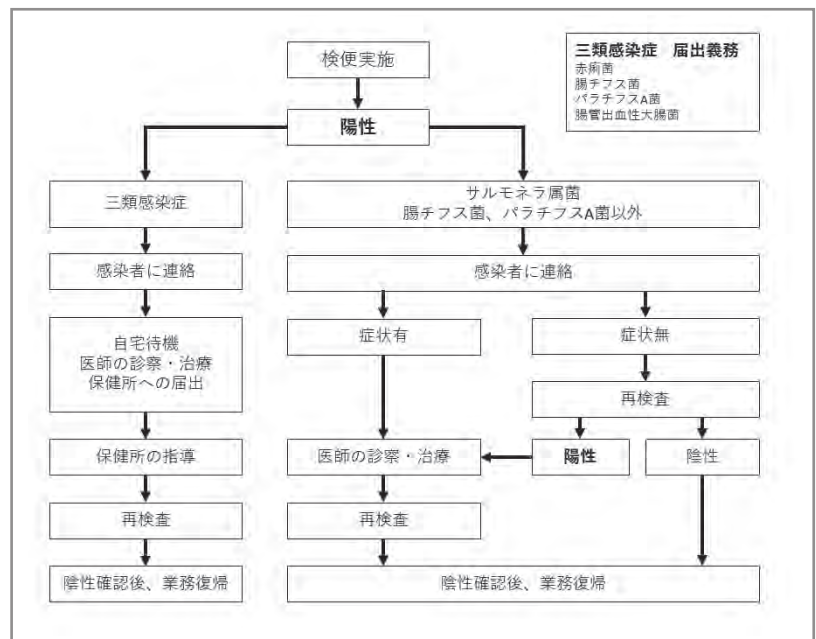 検便実施
三類感染症 届出義務
赤痢菌
腸チフス菌
パラチフスA菌
腸管出血性大腸菌
陽性
三類感染症
サルモネラ属菌
腸チフス菌、パラチフスA菌以外
感染者に連絡
感染者に連絡
自宅待機
医師の診察・治療
保健所への届出
症状有
症状無
再検査
保健所の指導
医師の診察・治療
陽性
陰性
再検査
再検査
陰性確認後、業務復帰
陰性確認後、業務復帰